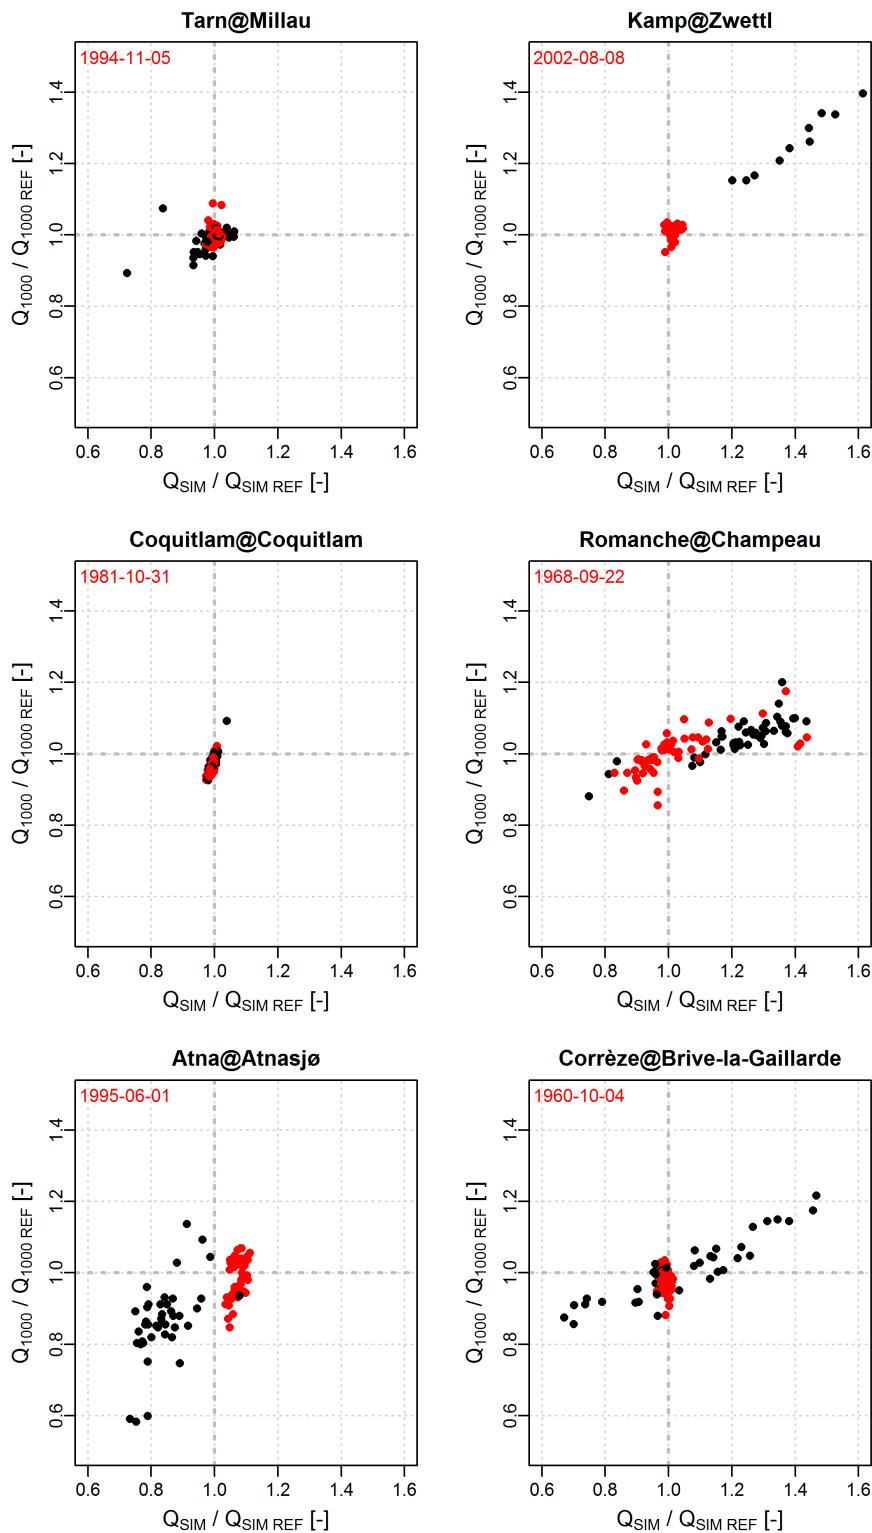 Tarn@Millau
1994-11-05
Q1000 / Q1000 REF [-]
1.4
1.2
1.0
0.8
0.6
0.6 0.8 1.0 1.2 1.4 1.6
QSIM / QSIM REF [-]
Kamp@Zwettl
2002-08-08
Q1000 / Q1000 REF [-]
1.4
1.2
1.0
0.8
0.6
0.6 0.8 1.0 1.2 1.4 1.6
QSIM / QSIM REF [-]
Coquitlam@Coquitlam
1981-10-31
Q1000 / Q1000 REF [-]
1.4
1.2
1.0
0.8
0.6
0.6 0.8 1.0 1.2 1.4 1.6
QSIM / QSIM REF [-]
Romanche@Champeau
1968-09-22
Q1000 / Q1000 REF [-]
1.4
1.2
1.0
0.8
0.6
0.6 0.8 1.0 1.2 1.4 1.6
QSIM / QSIM REF [-]
Atna@Atnasjø
1995-06-01
Q1000 / Q1000 REF [-]
1.4
1.2
1.0
0.8
0.6
0.6 0.8 1.0 1.2 1.4 1.6
QSIM / QSIM REF [-]
Corrèze@Brive-la-Gaillarde
1960-10-04
Q1000 / Q1000 REF [-]
1.4
1.2
1.0
0.8
0.6
0.6 0.8 1.0 1.2 1.4 1.6
QSIM / QSIM REF [-]